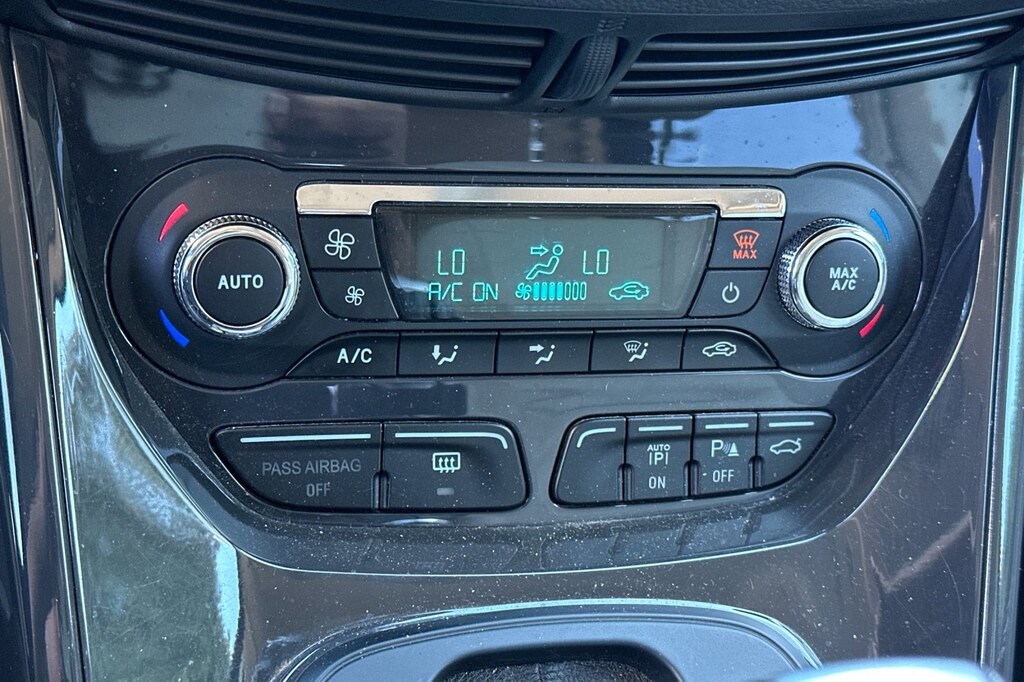 LO LO
A/C ON
AUTO
MAX
MAX
A/C
A/C
PASS AIRBAG
OFF
AUTO
P
ON
P
OFF